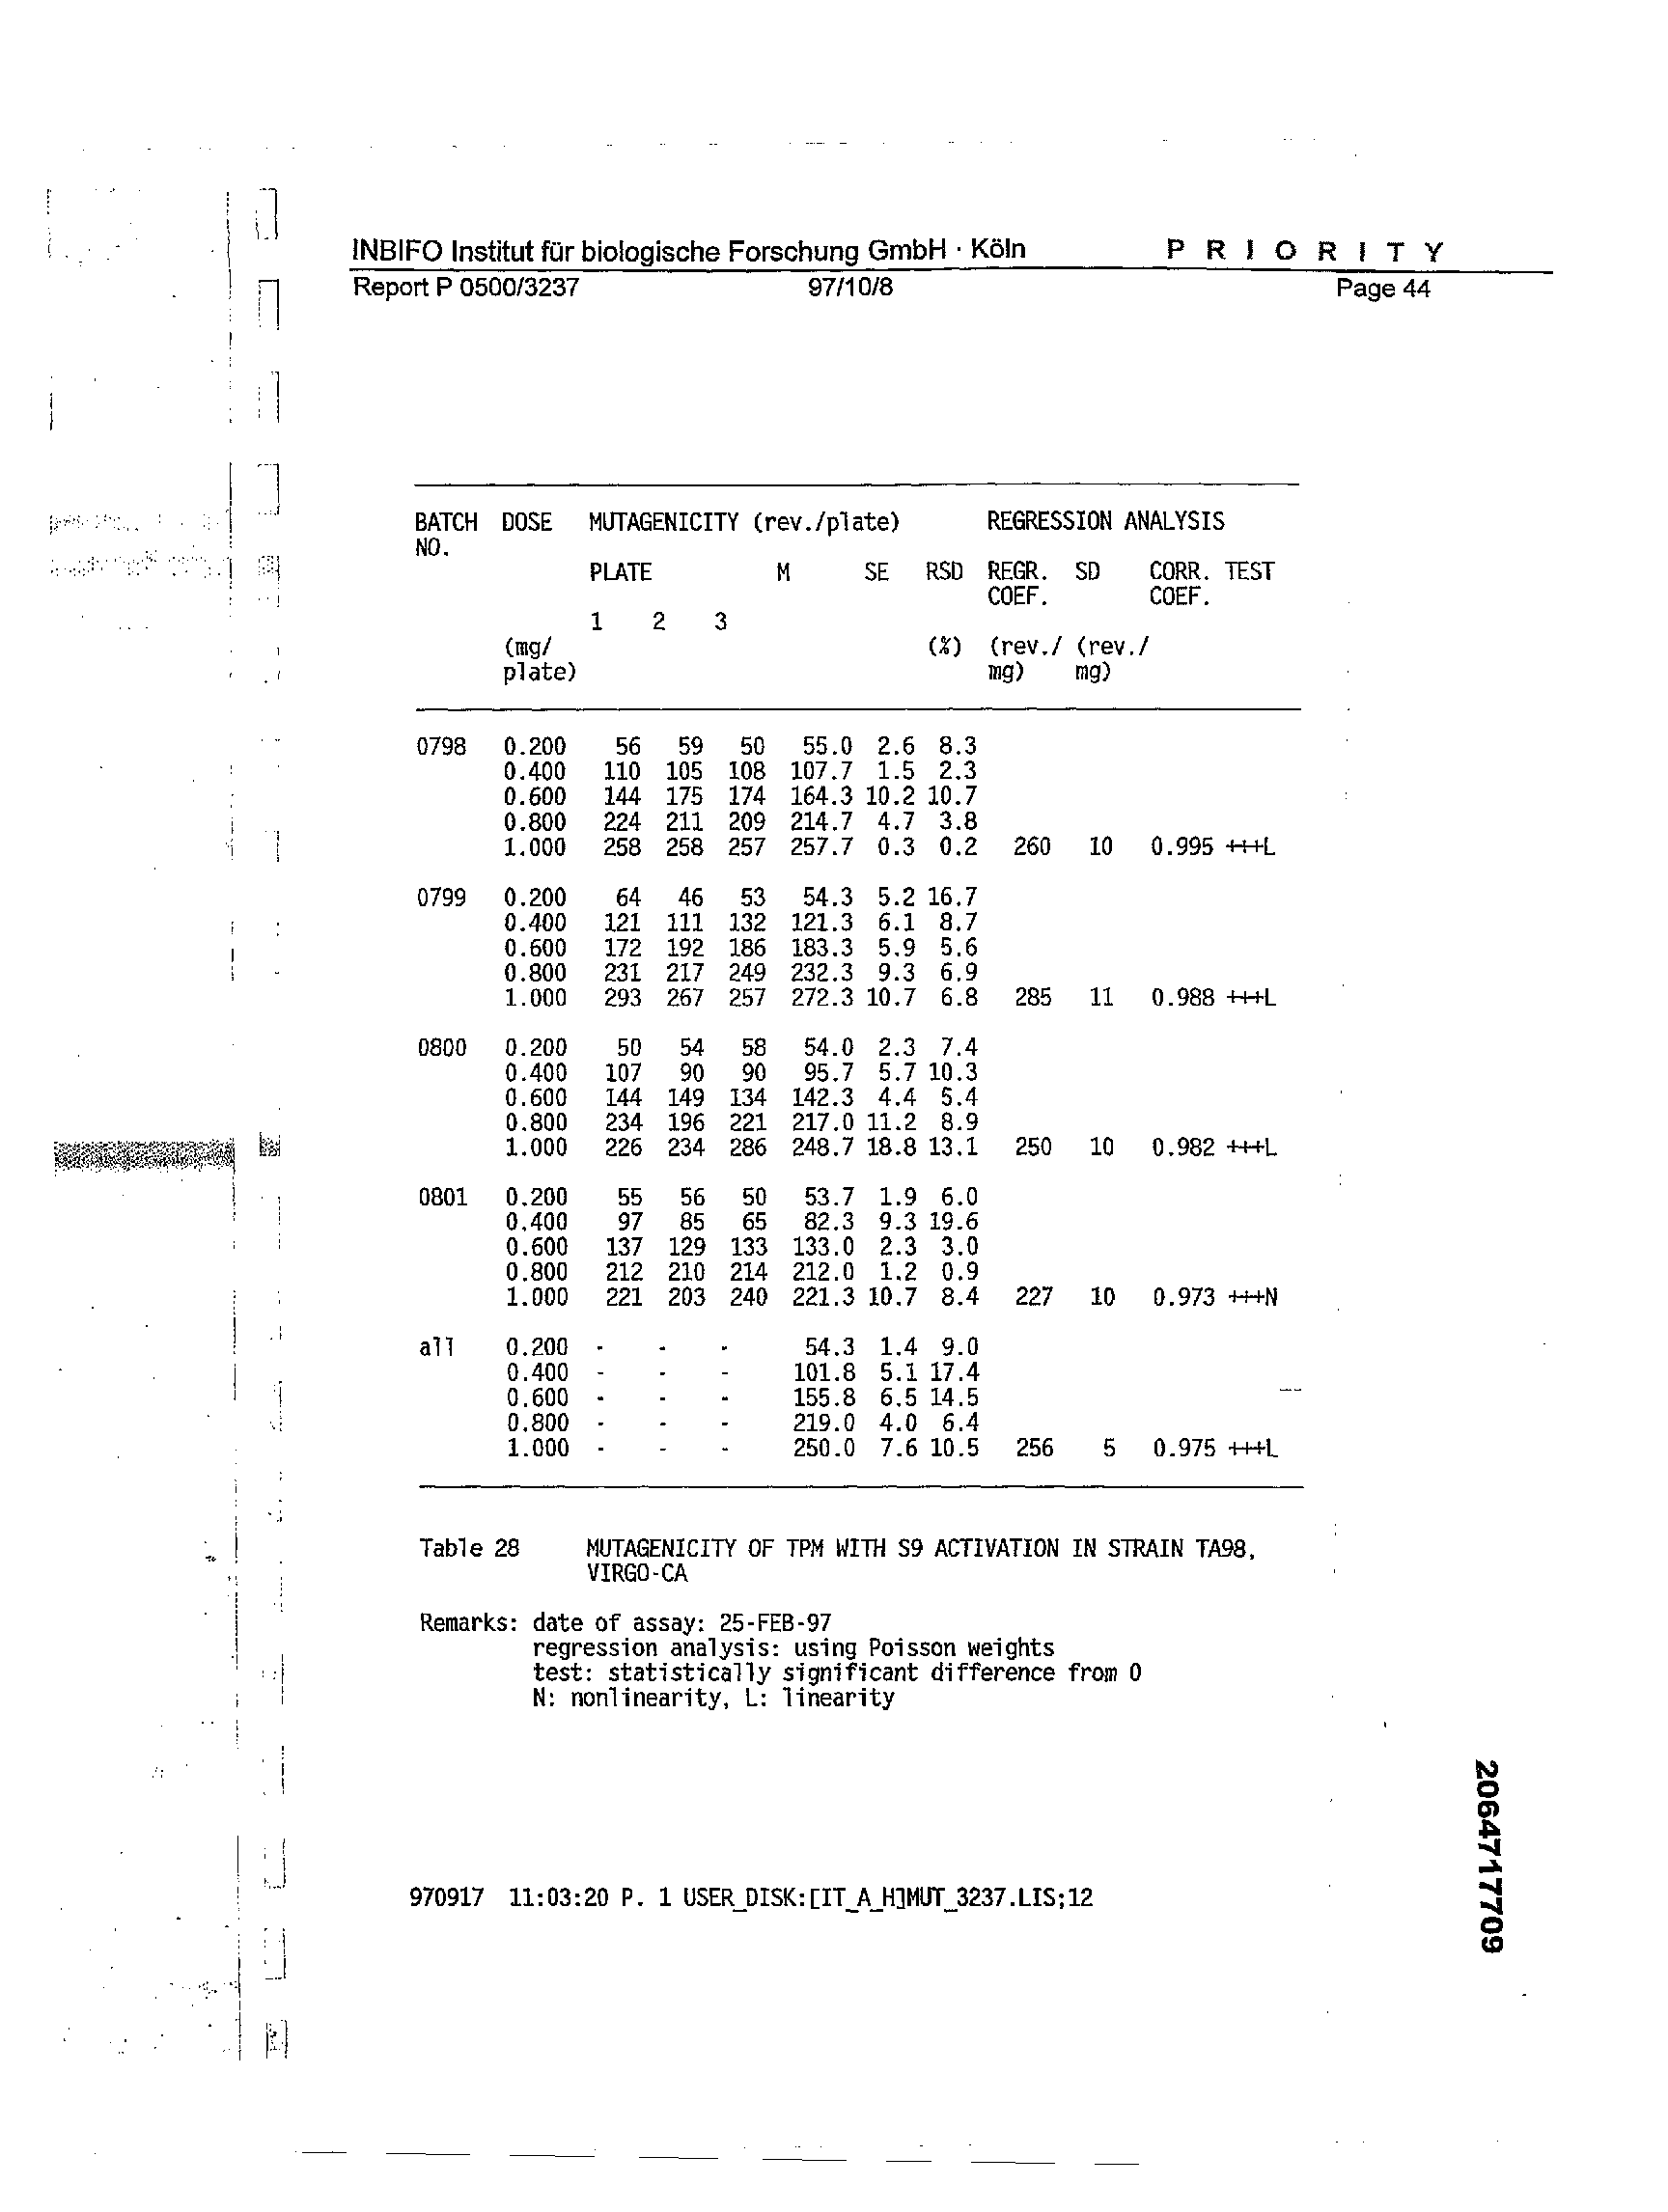 INBIFO Institut für biologische Forschung GmbH · Köln P R I O R I T Y
Report P 0500/3237 97/10/8 Page 44
BATCH DOSE MUTAGENICITY (rev./plate) REGRESSION ANALYSIS
NO.
PLATE M SE RSD REGR. SD CORR. TEST
COEF. COEF.
1 2 3
(mg/ (%) (rev./ (rev./
plate) mg) mg)
0798 0.200 56 59 50 55.0 2.6 8.3
0.400 110 105 108 107.7 1.5 2.3
0.600 144 175 174 164.3 10.2 10.7
0.800 224 211 209 214.7 4.7 3.8
1.000 258 258 257 257.7 0.3 0.2 260 10 0.995 +++L
0799 0.200 64 46 53 54.3 5.2 16.7
0.400 121 111 132 121.3 6.1 8.7
0.600 172 192 186 183.3 5.9 5.6
0.800 231 217 249 232.3 9.3 6.9
1.000 293 267 257 272.3 10.7 6.8 285 11 0.988 +++L
0800 0.200 50 54 58 54.0 2.3 7.4
0.400 107 90 90 95.7 5.7 10.3
0.600 144 149 134 142.3 4.4 5.4
0.800 234 196 221 217.0 11.2 8.9
1.000 226 234 286 248.7 18.8 13.1 250 10 0.982 +++L
0801 0.200 55 56 50 53.7 1.9 6.0
0.400 97 85 65 82.3 9.3 19.6
0.600 137 129 133 133.0 2.3 3.0
0.800 212 210 214 212.0 1.2 0.9
1.000 221 203 240 221.3 10.7 8.4 227 10 0.973 +++N
all 0.200 - - - 54.3 1.4 9.0
0.400 - - - 101.8 5.1 17.4
0.600 - - - 155.8 6.5 14.5
0.800 - - - 219.0 4.0 6.4
1.000 - - - 250.0 7.6 10.5 256 5 0.975 +++L
Table 28 MUTAGENICITY OF TPM WITH S9 ACTIVATION IN STRAIN TA98,
VIRGO-CA
Remarks: date of assay: 25-FEB-97
regression analysis: using Poisson weights
test: statistically significant difference from 0
N: nonlinearity, L: linearity
970917 11:03:20 P. 1 USER_DISK:[IT_A_H]MUT_3237.LIS;12
2064717709